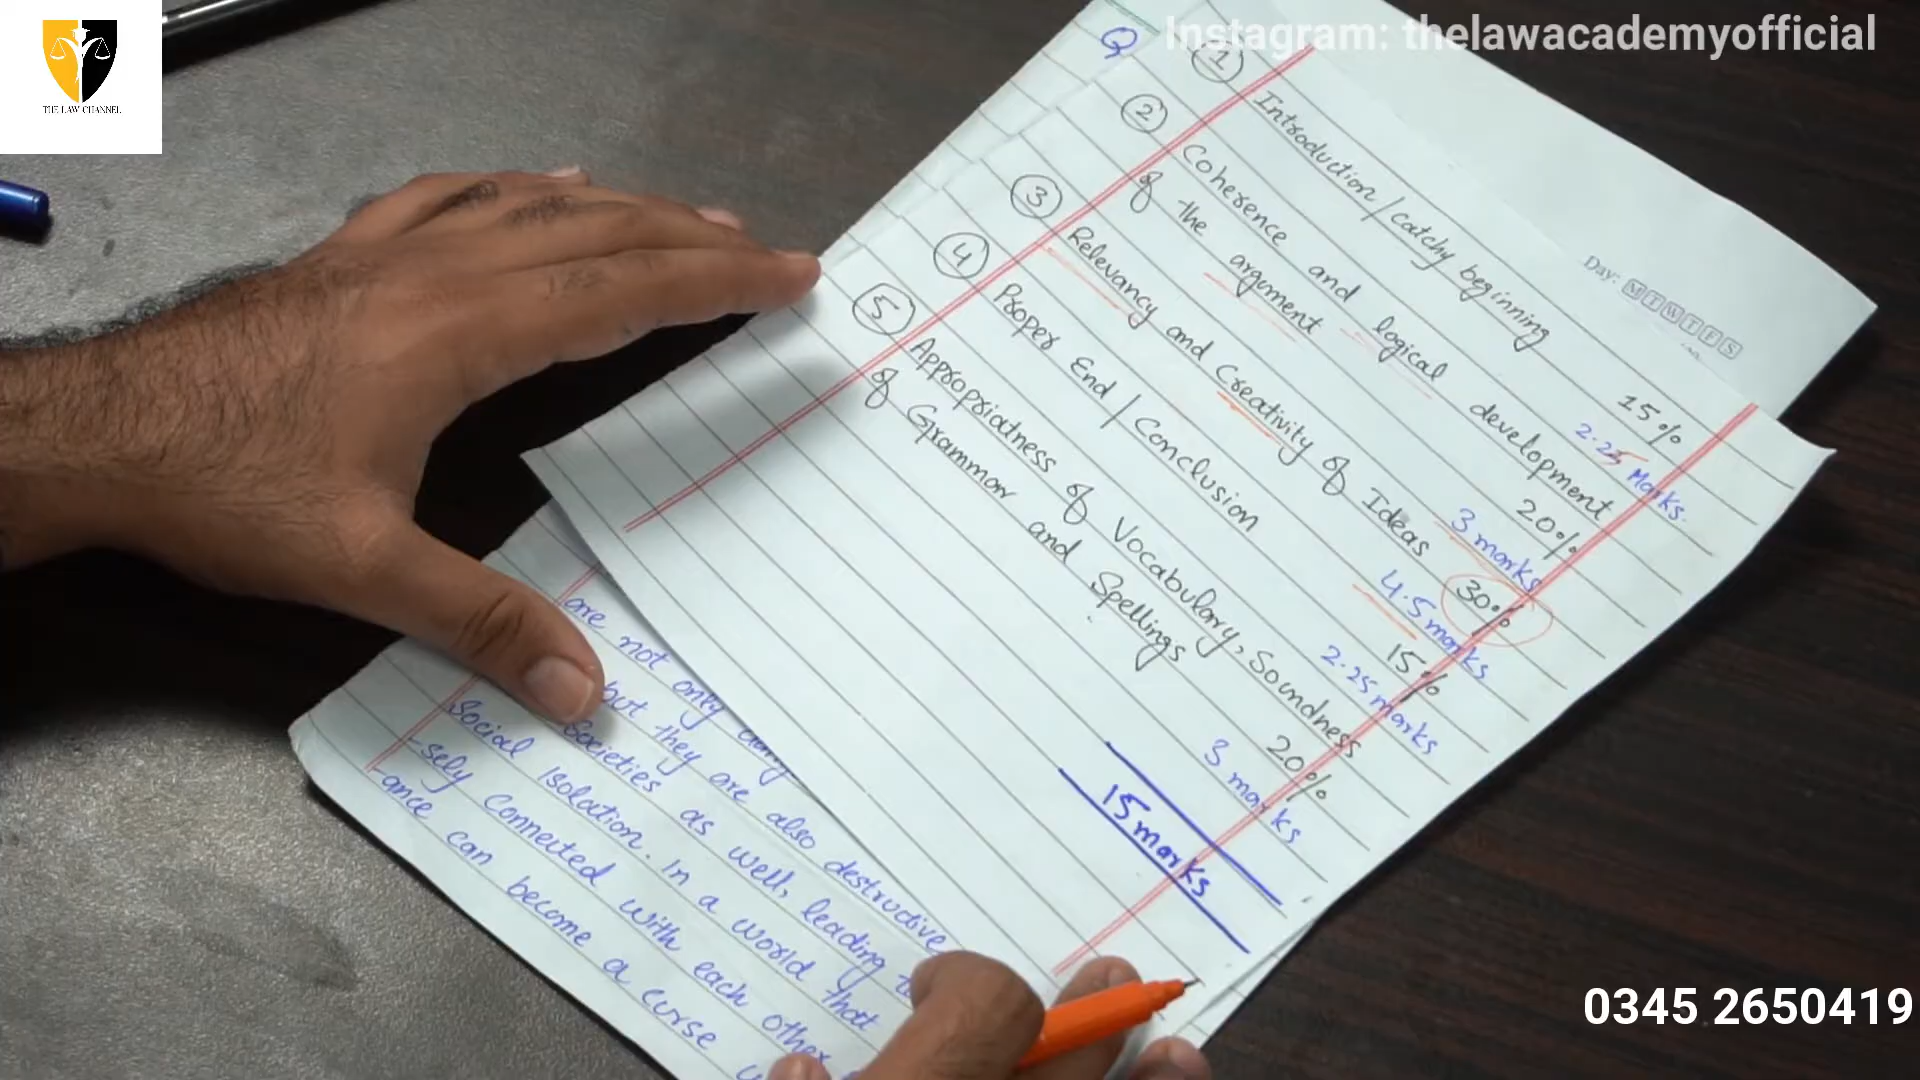 THE LAW CHANNEL
Instagram: thelawacademyofficial
Q
1 Introduction/catchy beginning 15%
2.25 Marks.
2 Coherence and logical development
of the argument 20%
3 marks
3 Relevancy and Creativity of Ideas 30%
4.5 marks
4 Proper End/Conclusion 15%
2.25 marks
5 Appropriatness of Vocabulary, Soundness
of Grammar and Spellings 20%
3 marks
15 marks
Day: M T W T F S
are not only
but they are also destructive
Societies as well, leading
Social Isolation. In a world that
-sely connected with each other
-ance can become a curse
0345 2650419